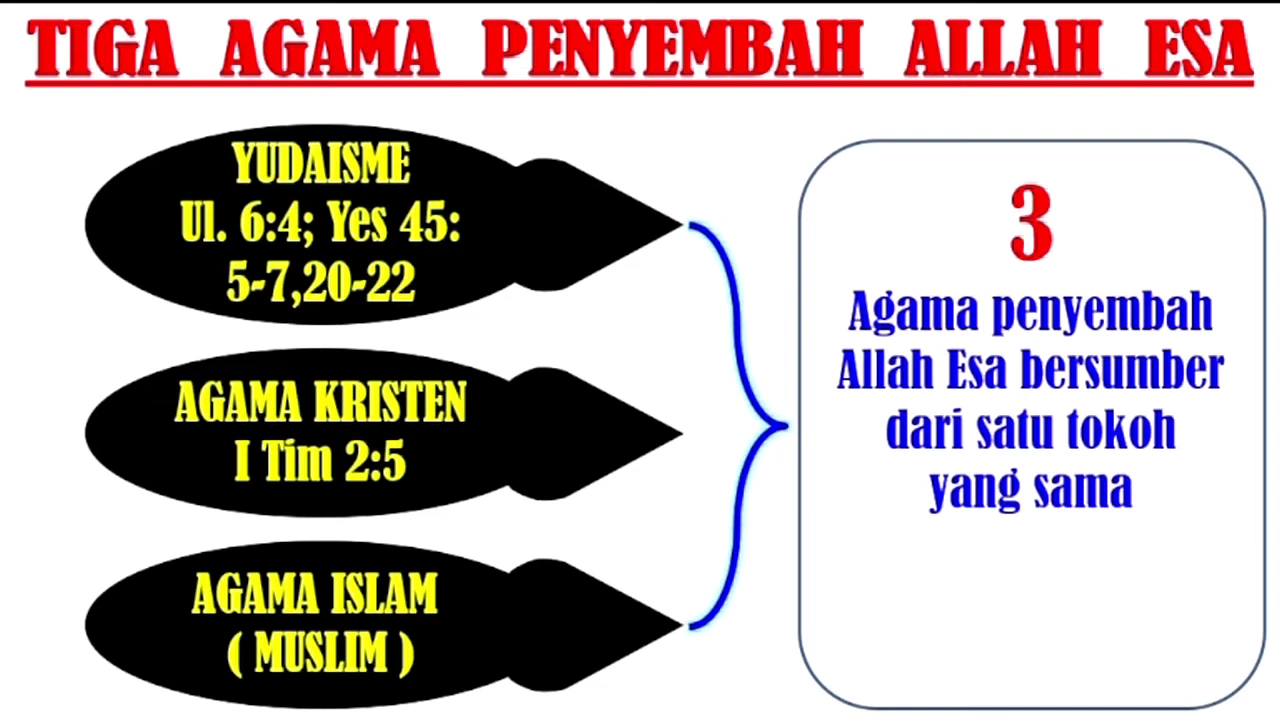 TIGA AGAMA PENYEMBAH ALLAH ESA
YUDAISME
Ul. 6:4; Yes 45:
5-7,20-22
AGAMA KRISTEN
I Tim 2:5
AGAMA ISLAM
( MUSLIM )
3
Agama penyembah
Allah Esa bersumber
dari satu tokoh
yang sama